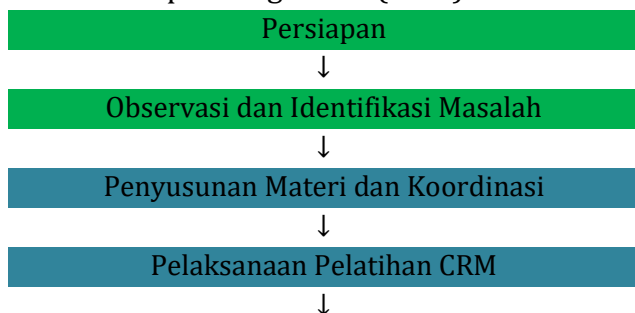 Persiapan
↓
Observasi dan Identifikasi Masalah
↓
Penyusunan Materi dan Koordinasi
↓
Pelaksanaan Pelatihan CRM
↓